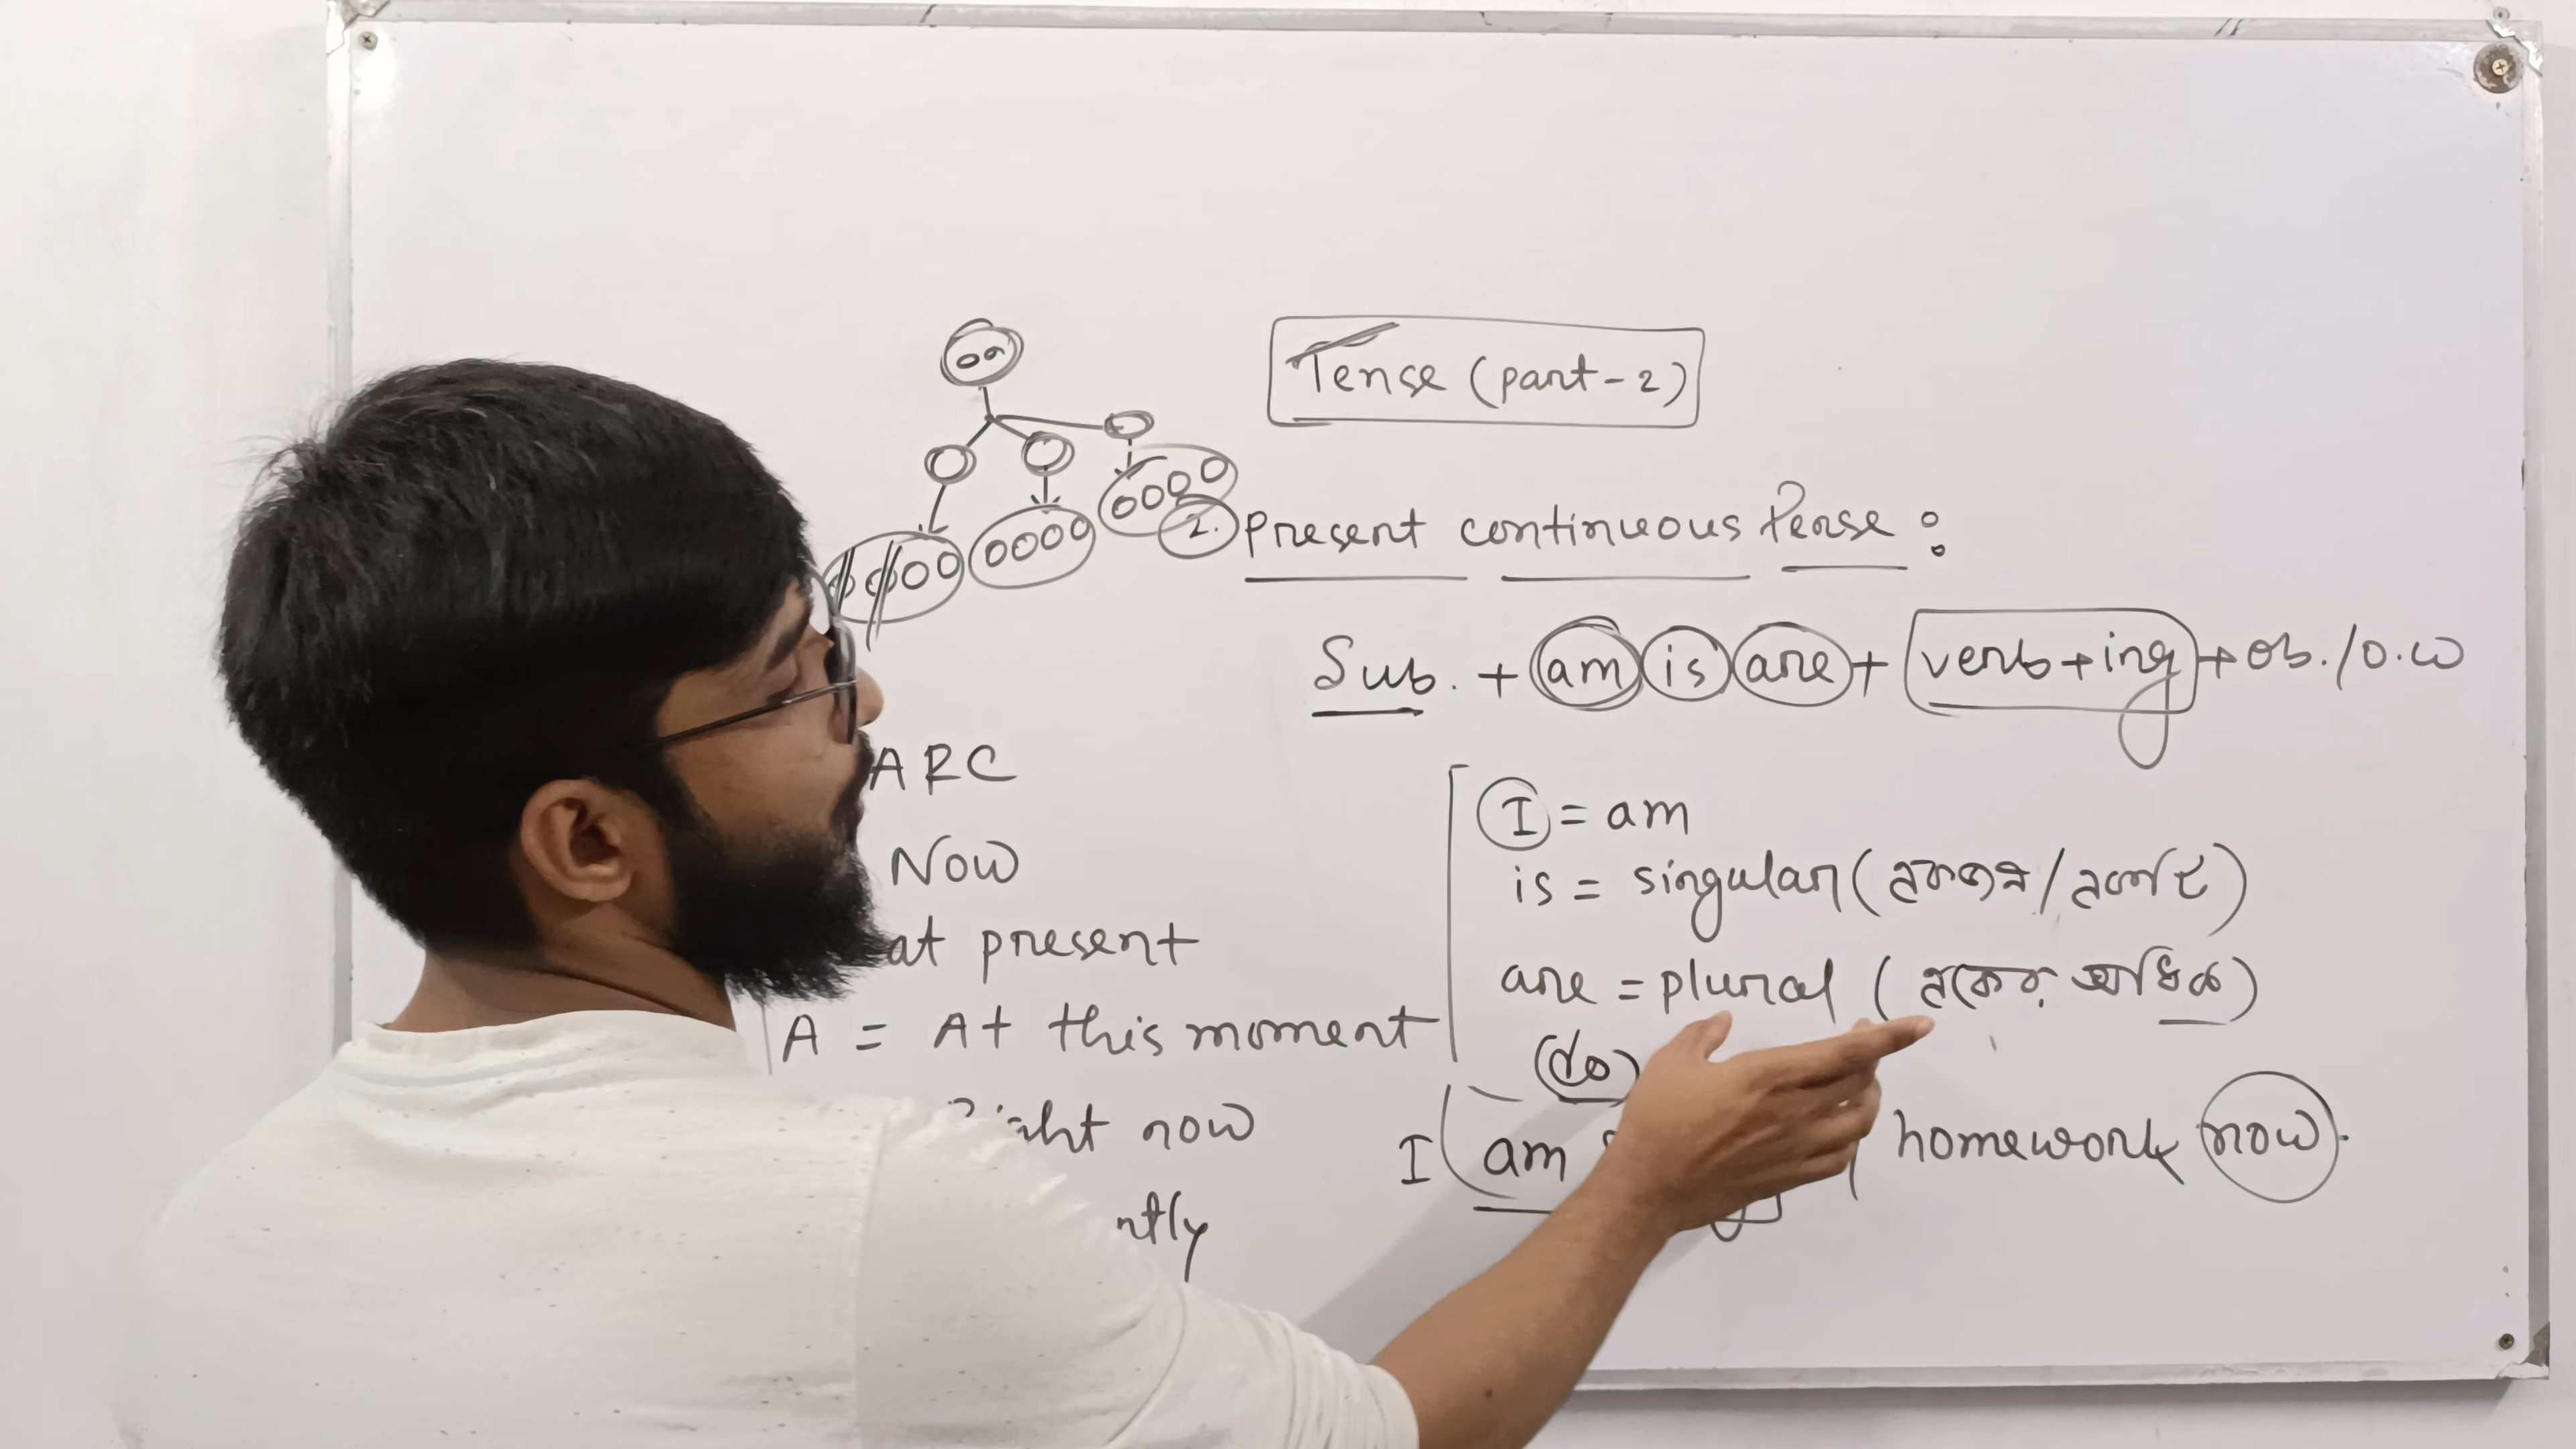 Tense (part-2)
2. Present continuous Tense :
Sub. + am is are + verb+ing + ob./o.w
ARC
I = am
Now
is = singular (একজন/একটি)
at present
are = plural (একের অধিক)
A = At this moment
(do)
Right now
I am homework now.
ntly